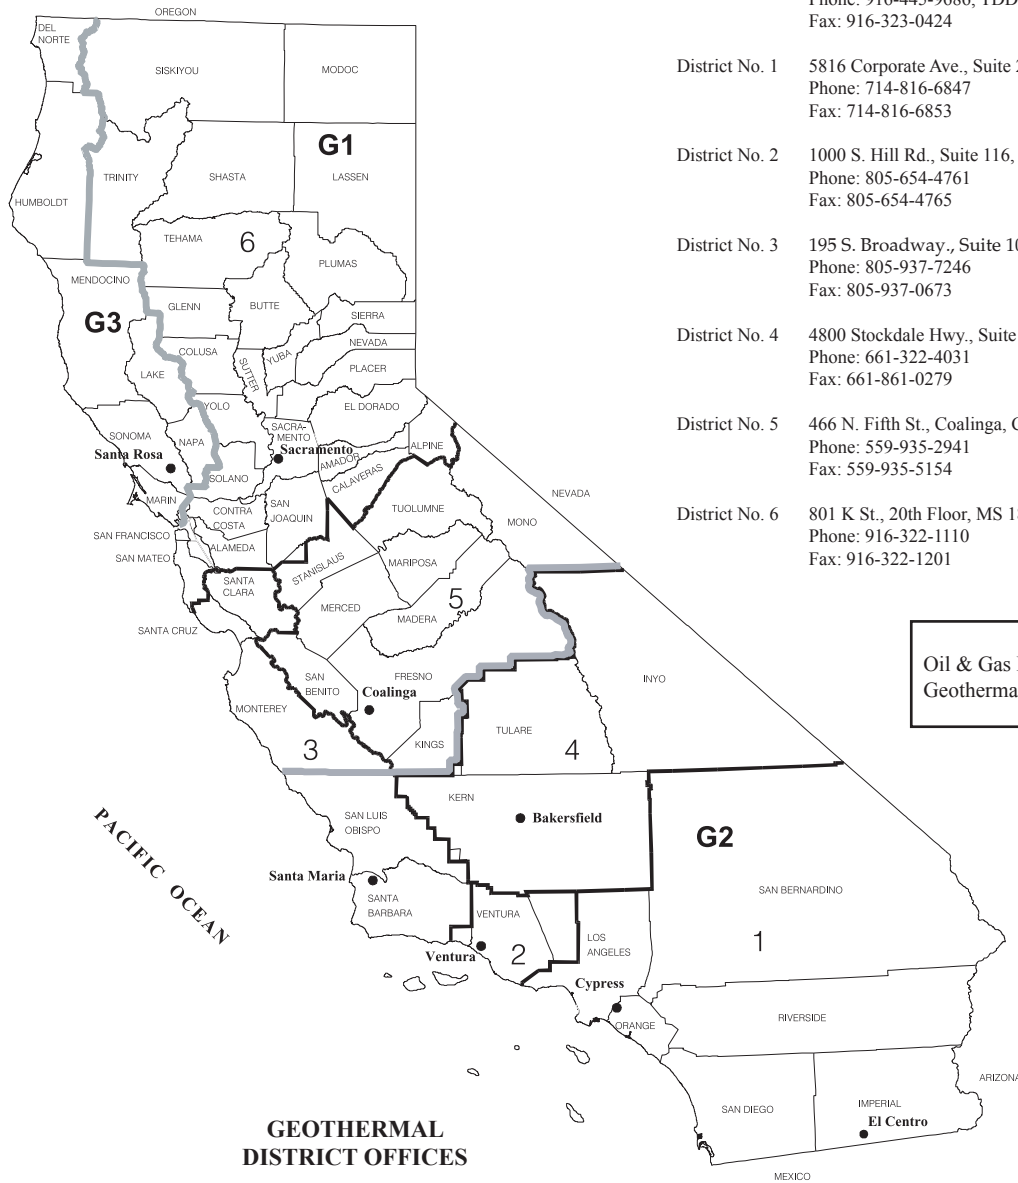 Fax: 916-323-0424
District No. 1 5816 Corporate Ave., Suite
Phone: 714-816-6847
Fax: 714-816-6853
District No. 2 1000 S. Hill Rd., Suite 116,
Phone: 805-654-4761
Fax: 805-654-4765
District No. 3 195 S. Broadway., Suite
Phone: 805-937-7246
Fax: 805-937-0673
District No. 4 4800 Stockdale Hwy., Suite
Phone: 661-322-4031
Fax: 661-861-0279
District No. 5 466 N. Fifth St., Coalinga,
Phone: 559-935-2941
Fax: 559-935-5154
District No. 6 801 K St., 20th Floor, MS
Phone: 916-322-1110
Fax: 916-322-1201
Oil & Gas
Geotherma
OREGON
DEL
NORTE
SISKIYOU
MODOC
G1
TRINITY
SHASTA
LASSEN
HUMBOLDT
TEHAMA
6
PLUMAS
MENDOCINO
GLENN
BUTTE
G3
SIERRA
COLUSA
NEVADA
YUBA
SUTTER
LAKE
PLACER
YOLO
EL DORADO
SONOMA
NAPA
SACRA-
MENTO
Santa Rosa
Sacramento
ALPINE
AMADOR
SOLANO
CALAVERAS
MARIN
CONTRA
COSTA
SAN
JOAQUIN
TUOLUMNE
NEVADA
MONO
SAN FRANCISCO
ALAMEDA
SAN MATEO
STANISLAUS
MARIPOSA
SANTA
CLARA
MERCED
5
MADERA
SANTA CRUZ
SAN
BENITO
FRESNO
Coalinga
INYO
MONTEREY
3
KINGS
TULARE
4
KERN
SAN LUIS
OBISPO
Bakersfield
G2
PACIFIC OCEAN
Santa Maria
SANTA
BARBARA
SAN BERNARDINO
VENTURA
LOS
ANGELES
1
Ventura
2
Cypress
ORANGE
RIVERSIDE
ARIZONA
SAN DIEGO
IMPERIAL
El Centro
MEXICO
GEOTHERMAL
DISTRICT OFFICES